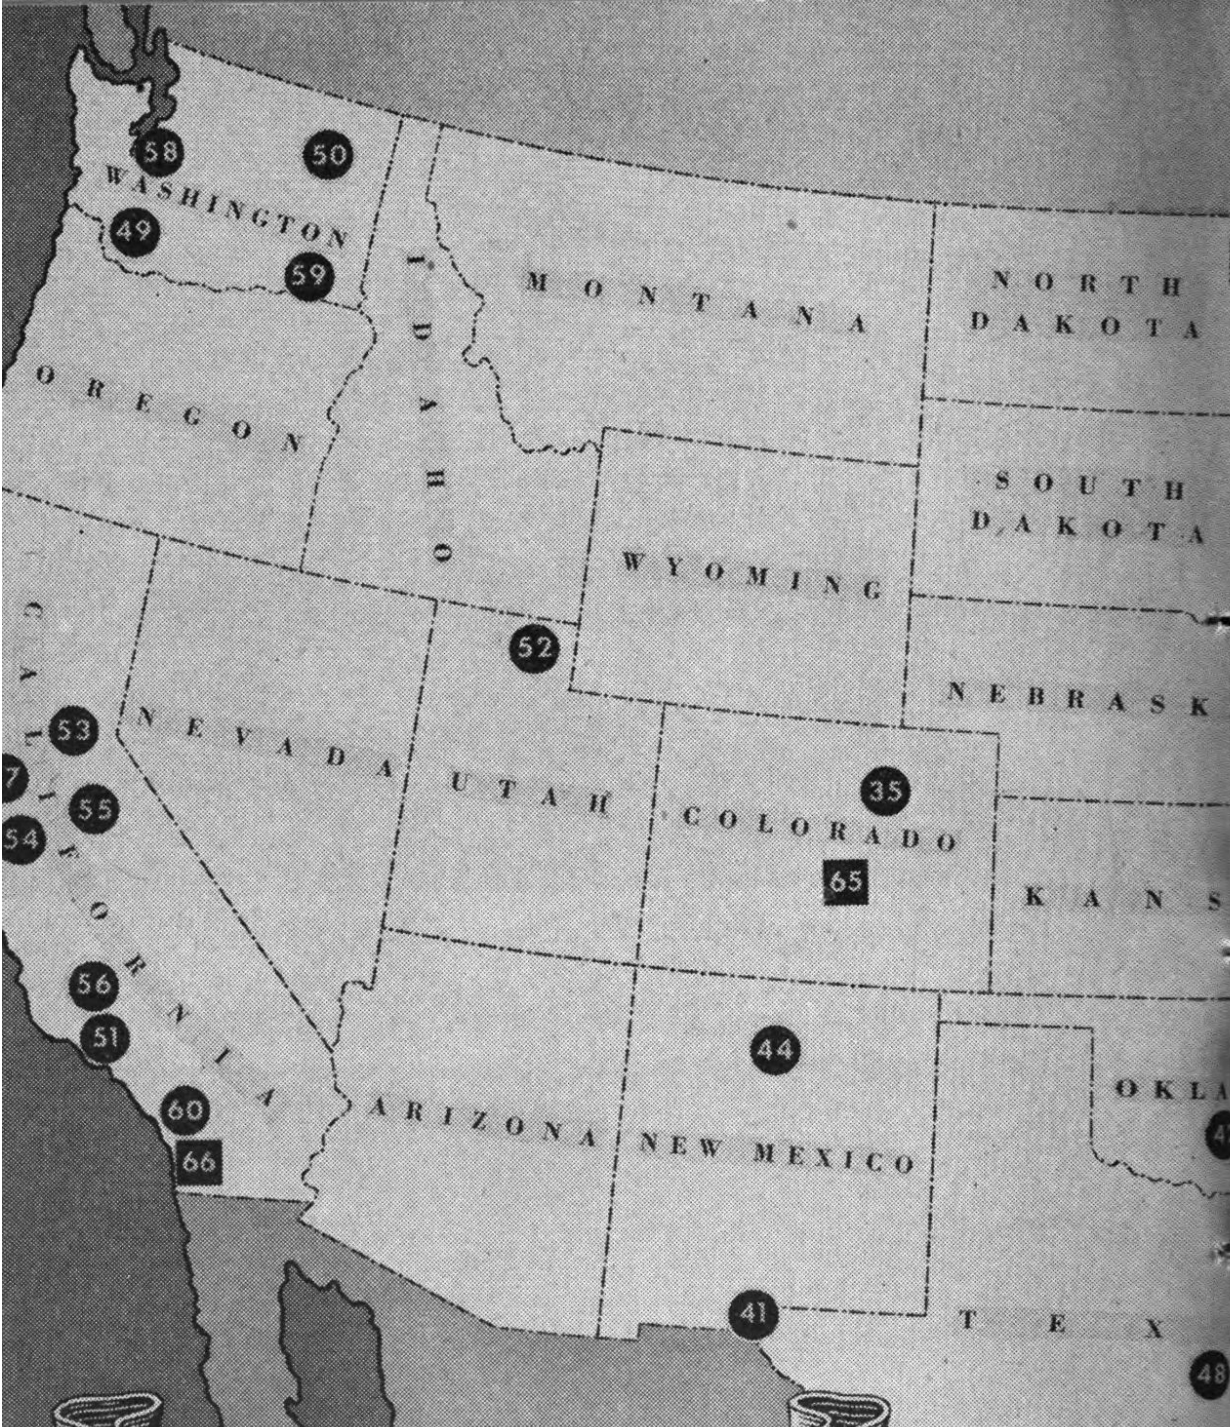 58
50
WASHINGTON
49
59
IDAHO
MONTANA
NORTH
DAKOTA
OREGON
SOUTH
DAKOTA
WYOMING
52
CALIFORNIA
53
NEVADA
NEBRASK
7
55
54
UTAH
35
COLORADO
65
KANS
56
51
44
60
66
ARIZONA
NEW MEXICO
OKLA
41
TEX
48